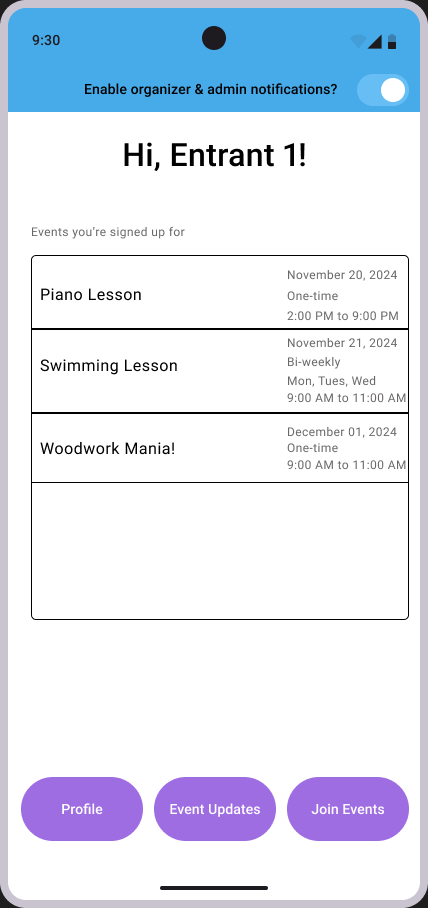 9:30
Enable organizer & admin notifications?
Hi, Entrant 1!
Events you're signed up for
Piano Lesson
November 20, 2024
One-time
2:00 PM to 9:00 PM
Swimming Lesson
November 21, 2024
Bi-weekly
Mon, Tues, Wed
9:00 AM to 11:00 AM
Woodwork Mania!
December 01, 2024
One-time
9:00 AM to 11:00 AM
Profile
Event Updates
Join Events